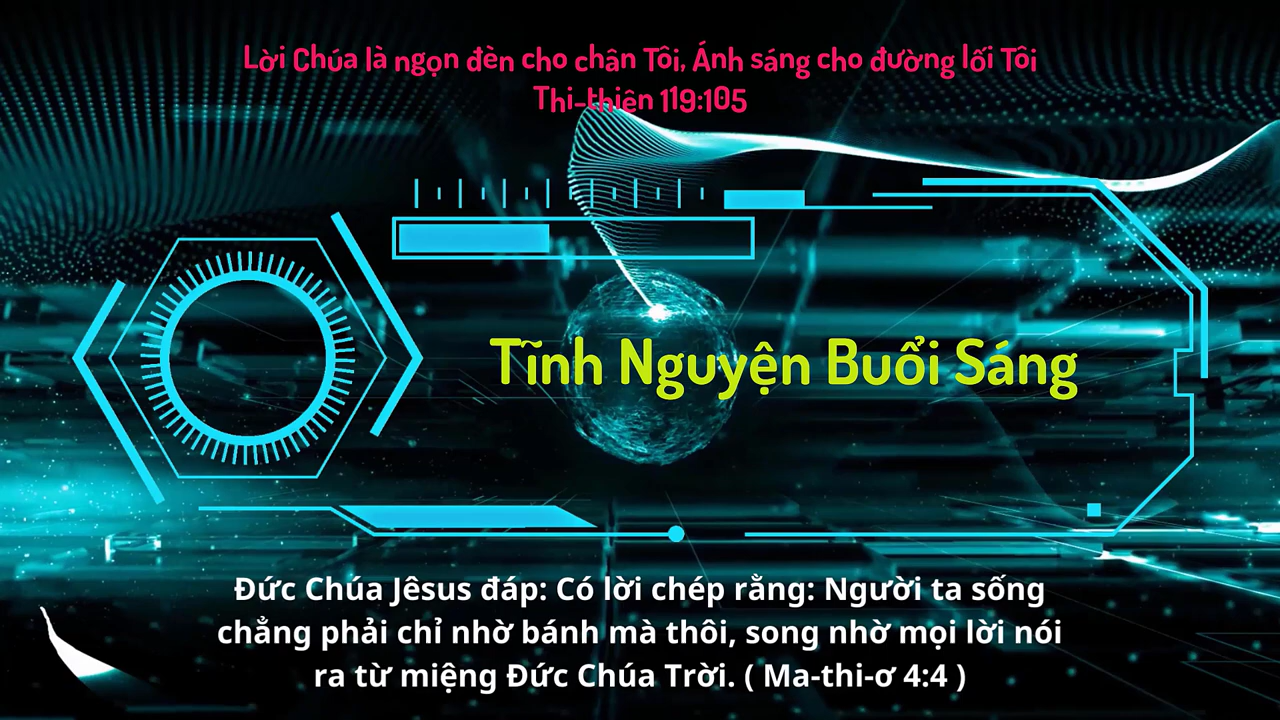 Lời Chúa là ngọn đèn cho chân Tôi, Ánh sáng cho đường lối Tôi
Thi-thiên 119:105
Tĩnh Nguyện Buổi Sáng
Đức Chúa Jêsus đáp: Có lời chép rằng: Người ta sống
chẳng phải chỉ nhờ bánh mà thôi, song nhờ mọi lời nói
ra từ miệng Đức Chúa Trời. ( Ma-thi-ơ 4:4 )